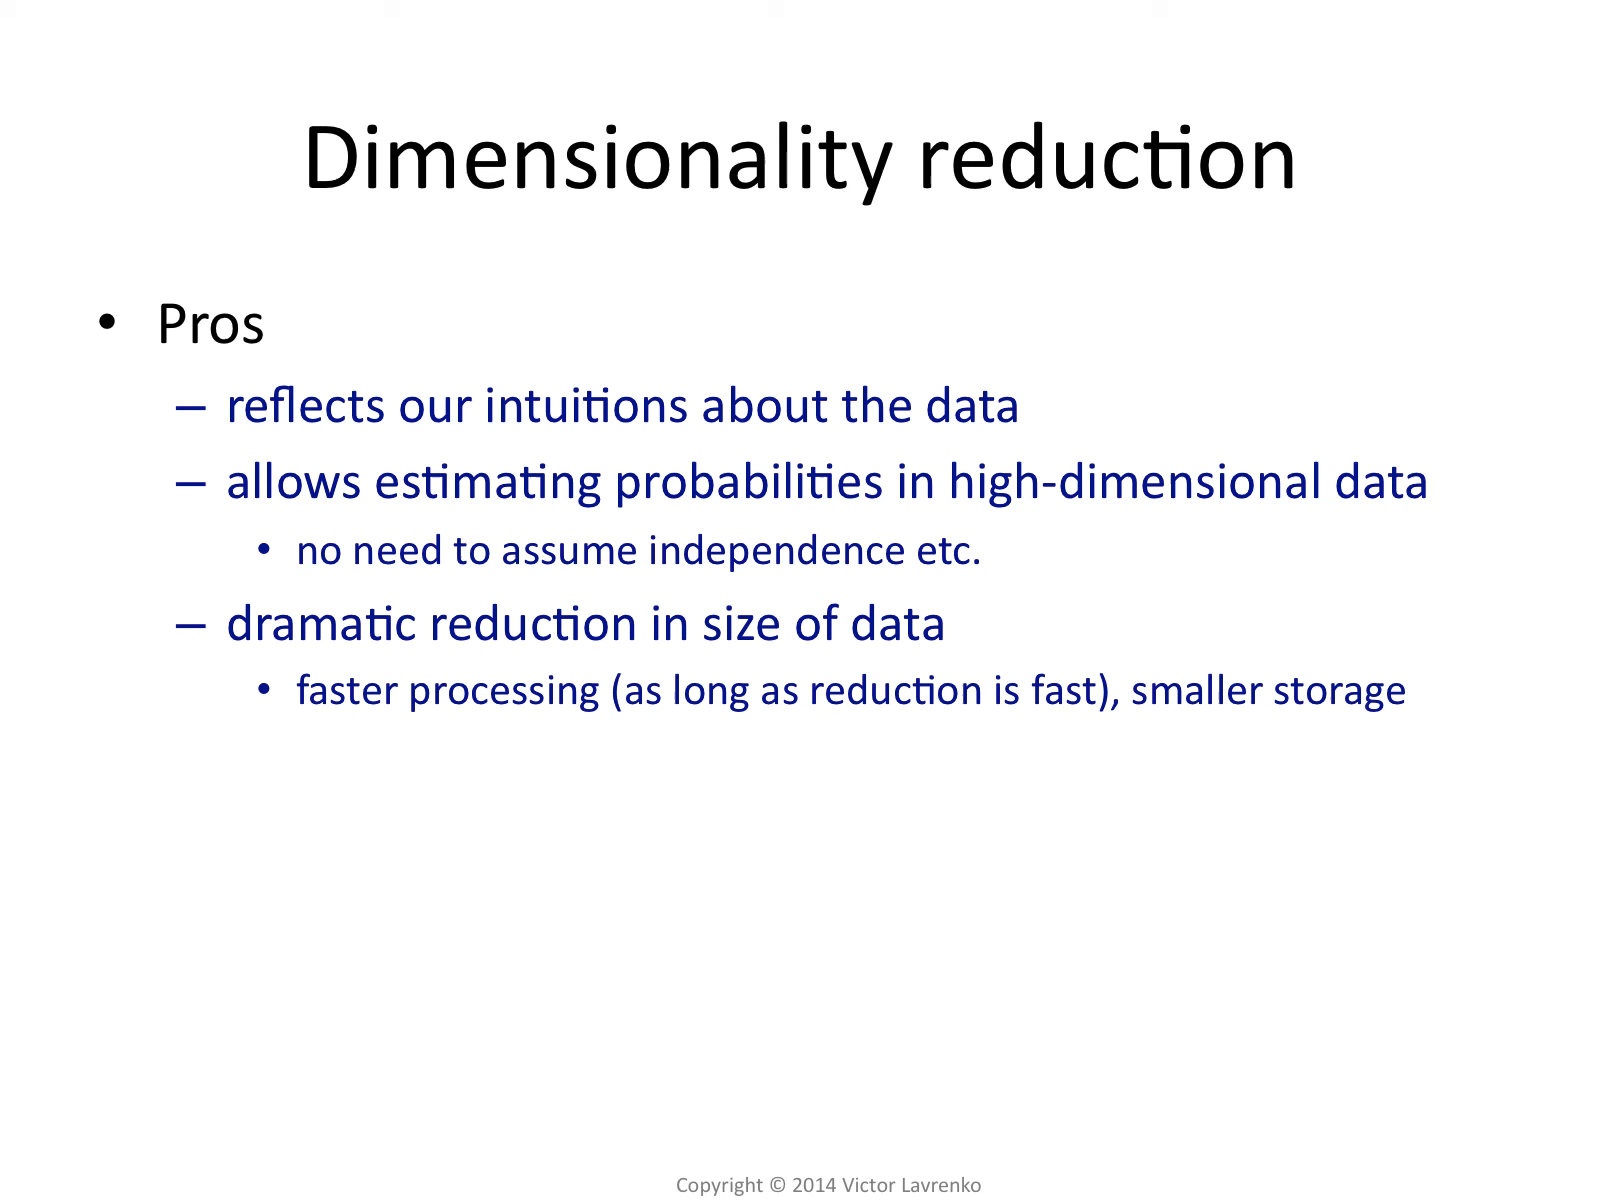 Dimensionality reduction
• Pros
– reflects our intuitions about the data
– allows estimating probabilities in high-dimensional data
• no need to assume independence etc.
– dramatic reduction in size of data
• faster processing (as long as reduction is fast), smaller storage
Copyright © 2014 Victor Lavrenko